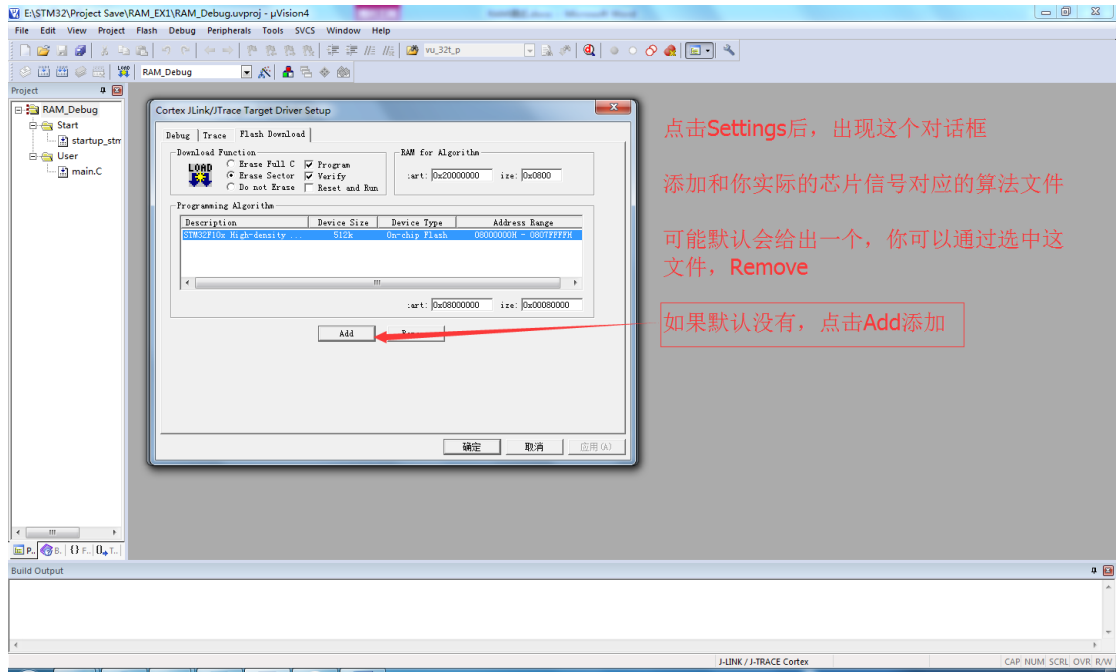 E:\STM32\Project Save\RAM_EX1\RAM_Debug.uvproj - µVision4
File Edit View Project Flash Debug Peripherals Tools SVCS Window Help
vu_32t_p
RAM_Debug
Project
RAM_Debug
Start
startup_stm
User
main.C
Cortex JLink/JTrace Target Driver Setup
Debug Trace Flash Download
Download Function
LOAD
Erase Full C
Erase Sector
Do not Erase
Program
Verify
Reset and Run
RAM for Algorithm
:art: 0x20000000 ize: 0x0800
Programming Algorithm
Description Device Size Device Type Address Range
STM32F10x High-density ... 512k On-chip Flash 08000000H - 0807FFFFH
:art: 0x08000000 ize: 0x00080000
Add
确定 取消 应用(A)
点击Settings后，出现这个对话框
添加和你实际的芯片信号对应的算法文件
可能默认会给出一个，你可以通过选中这
文件，Remove
如果默认没有，点击Add添加
P.. B. {} F.. T..
Build Output
J-LINK / J-TRACE Cortex
CAP NUM SCRL OVR R/W